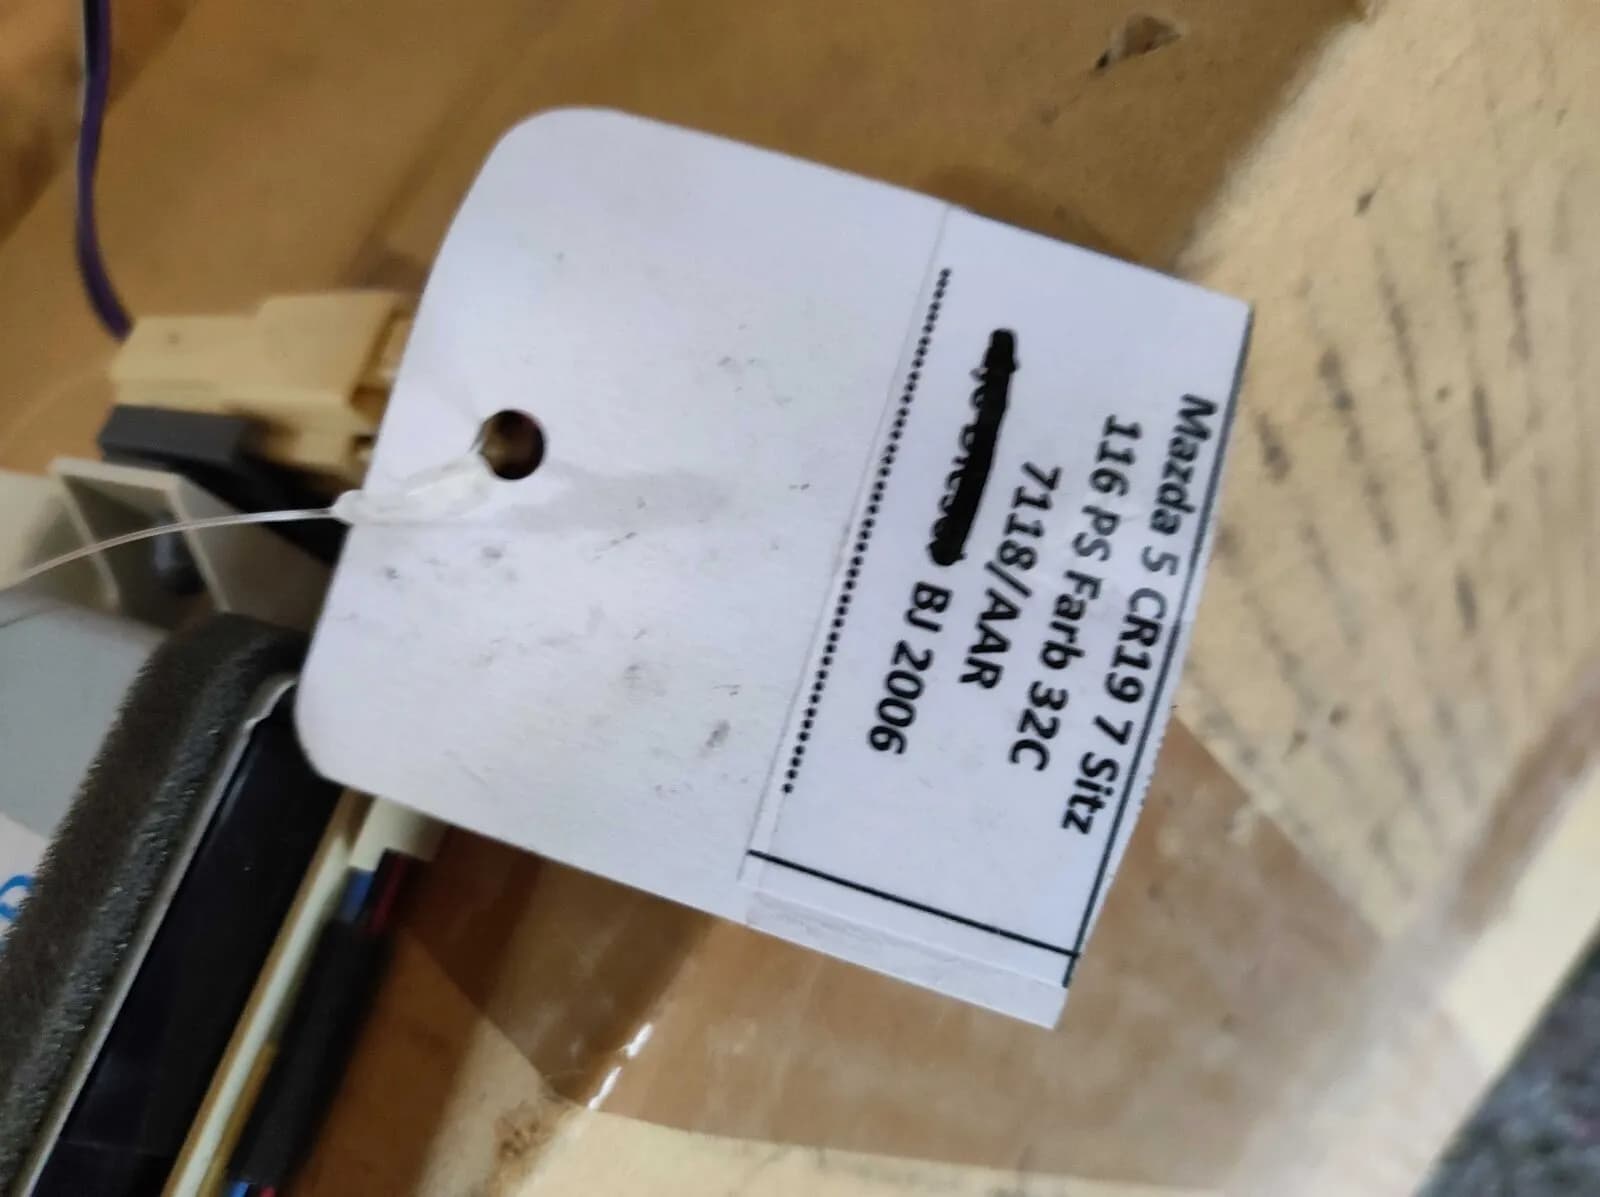 Mazda 5 CR19 7 Sitz
116 PS Farb 32C
7118/AAR
BJ 2006